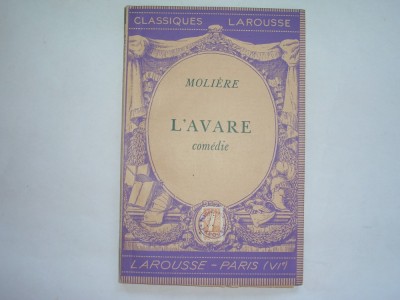 CLASSIQUES LAROUSSE
MOLIÈRE
L'AVARE
comédie
LAROUSSE - PARIS (VIᵉ)